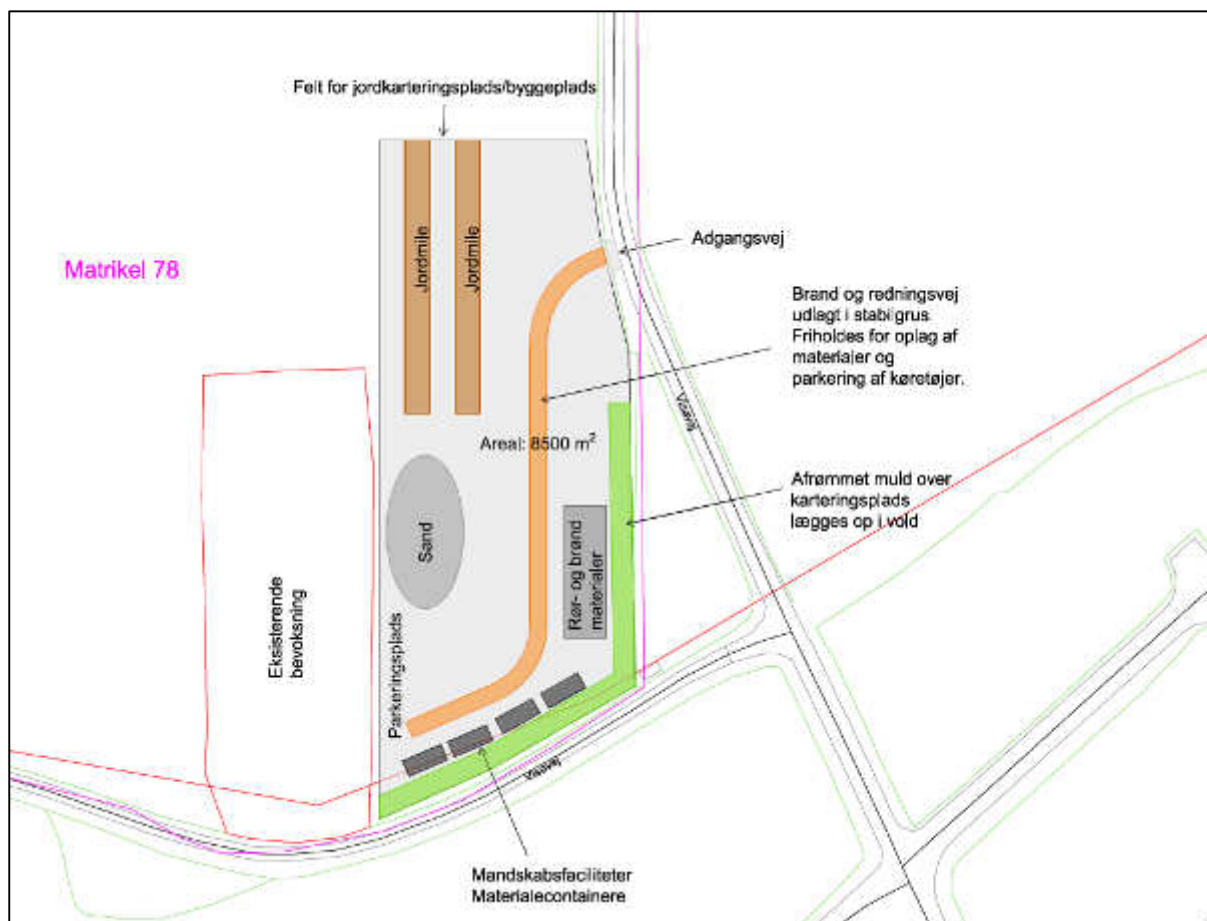 Felt for jordkarteringsplads/byggeplads
Matrikel 78
Jordmile
Jordmile
Adgangsvej
Brand og redningsvej
udlagt i stabilgrus.
Friholdes for oplag af
materialer og
parkering af køretøjer.
Visavej
Areal: 8500 m²
Afrømmet muld over
karteringsplads
lægges op i vold
Sand
Rør- og brønd
materialer
Eksisterende
bevoksning
Parkeringsplads
Visavej
Mandskabsfaciliteter
Materialecontainere